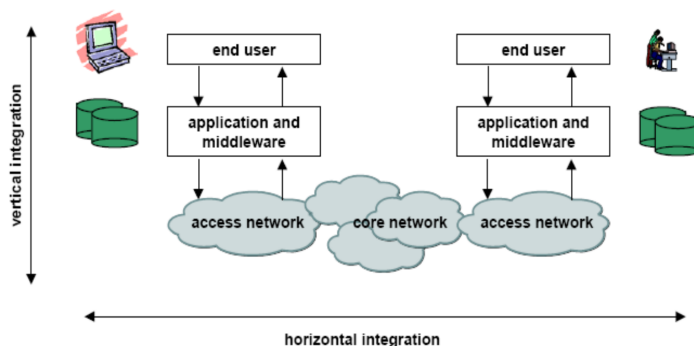 end user
end user
application and
middleware
application and
middleware
access network
core network
access network
vertical integration
horizontal integration